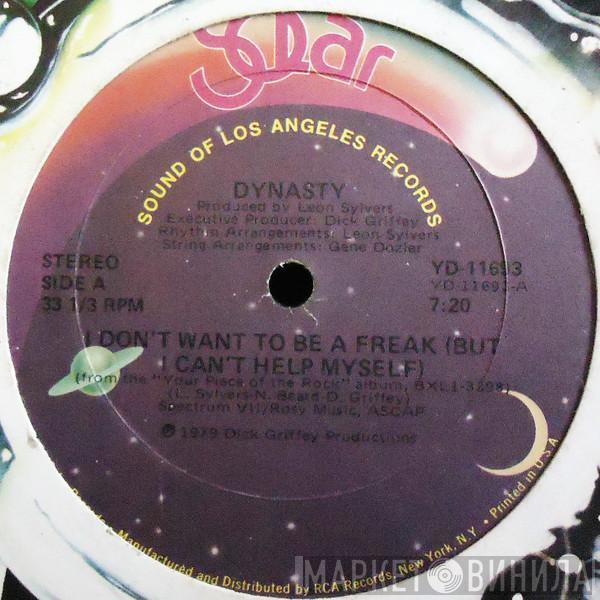 Solar
SOUND OF LOS ANGELES RECORDS
DYNASTY
Produced by Leon Sylvers
Executive Producer: Dick Griffey
Rhythm Arrangements: Leon Sylvers
String Arrangements: Gene Dozier
STEREO
SIDE A
33 1/3 RPM
YD-11693
YD-11693-A
7:20
I DON'T WANT TO BE A FREAK (BUT
I CAN'T HELP MYSELF)
(from the "Your Piece of the Rock" album, BXL1-3398)
(L. Sylvers-N. Beard-D. Griffey)
Spectrum VII/Rosy Music, ASCAP
℗ 1979 Dick Griffey Productions
Manufactured and Distributed by RCA Records, New York, N.Y. • Printed in U.S.A.
МАРКЕТ ВИНИЛА